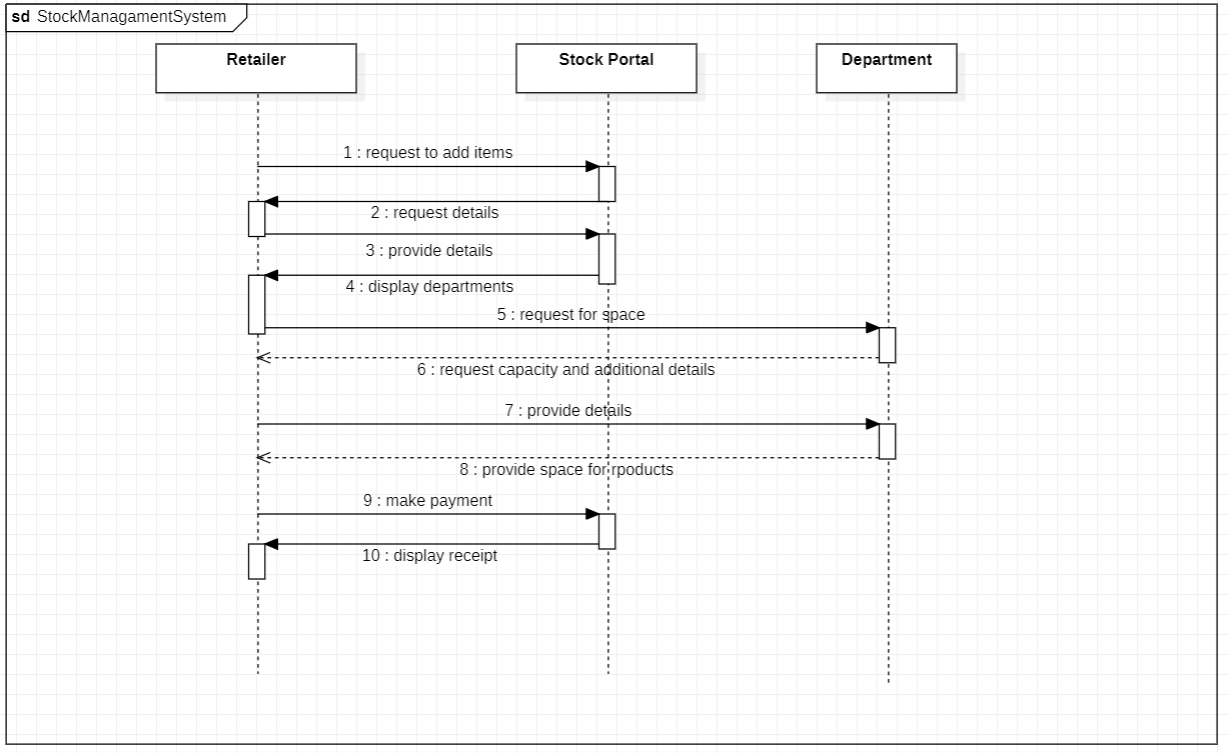 sd StockManagamentSystem
Retailer
Stock Portal
Department
1 : request to add items
2 : request details
3 : provide details
4 : display departments
5 : request for space
6 : request capacity and additional details
7 : provide details
8 : provide space for rpoducts
9 : make payment
10 : display receipt